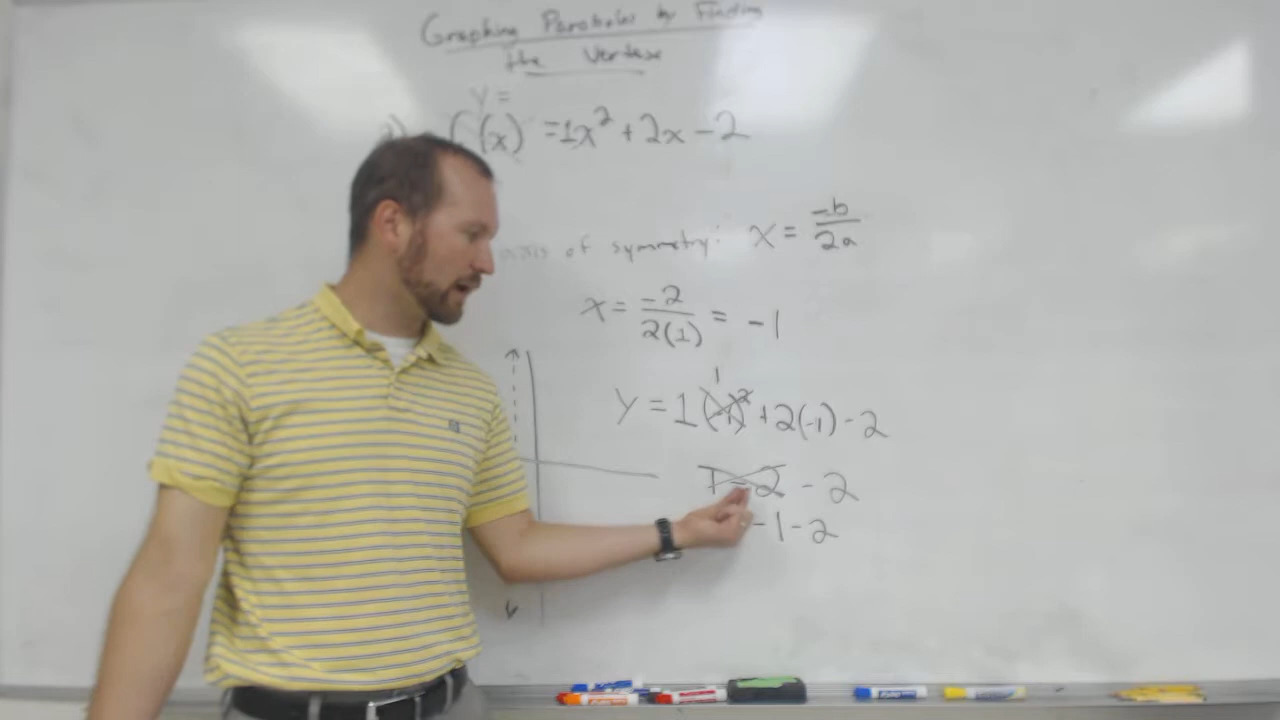 Graphing Parabolas by Finding
the Vertex
y =
f(x) = 1x² + 2x - 2
axis of symmetry: x = -b/2a
x = -2/2(1) = -1
1
y = 1(-1)² + 2(-1) - 2
1 - 2 - 2
-1 - 2